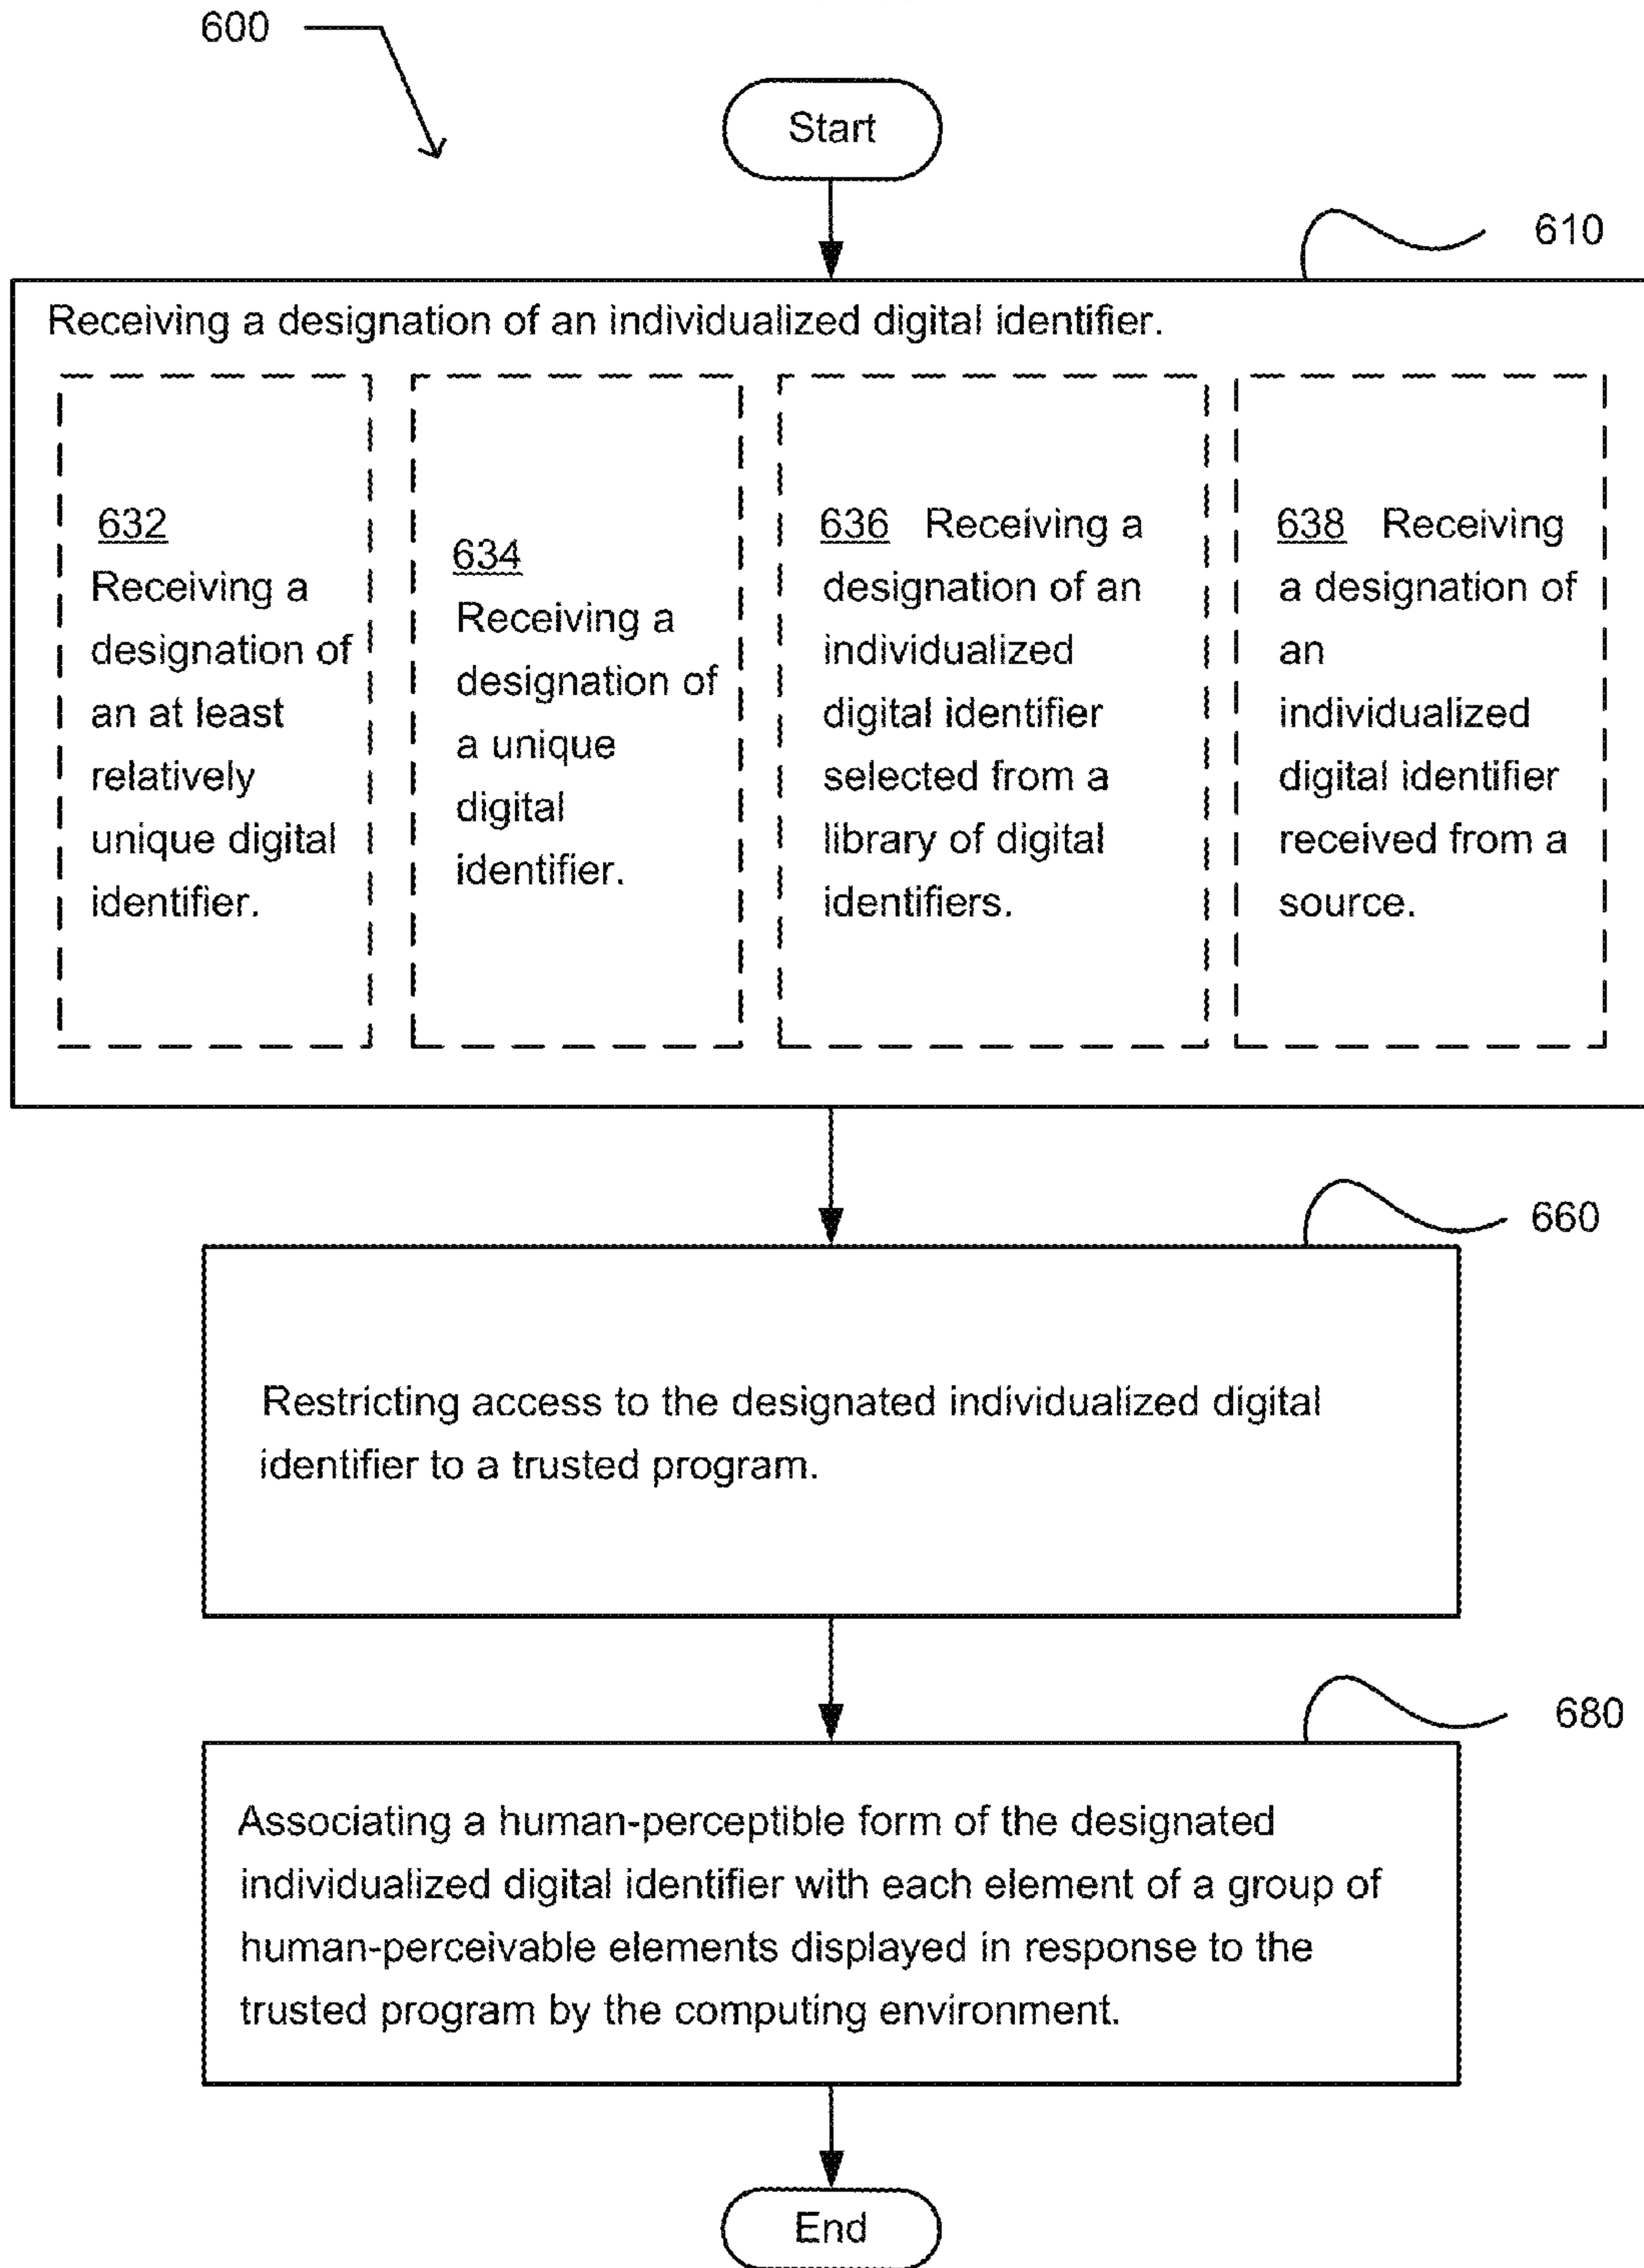 600
Start
610
Receiving a designation of an individualized digital identifier.
632
Receiving a
designation of
an at least
relatively
unique digital
identifier.
634
Receiving a
designation of
a unique
digital
identifier.
636 Receiving a
designation of an
individualized
digital identifier
selected from a
library of digital
identifiers.
638 Receiving
a designation of
an
individualized
digital identifier
received from a
source.
660
Restricting access to the designated individualized digital
identifier to a trusted program.
680
Associating a human-perceptible form of the designated
individualized digital identifier with each element of a group of
human-perceivable elements displayed in response to the
trusted program by the computing environment.
End